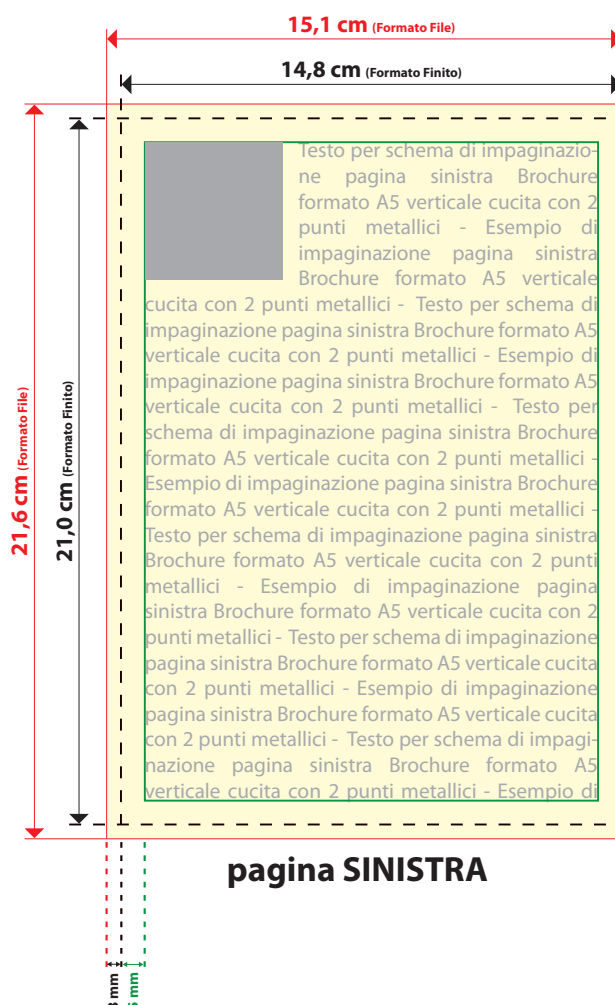 15,1 cm (Formato File)
14,8 cm (Formato Finito)
21,6 cm (Formato File)
21,0 cm (Formato Finito)
Testo per schema di impaginazio-
ne pagina sinistra Brochure
formato A5 verticale cucita con 2
punti metallici - Esempio di
impaginazione pagina sinistra
Brochure formato A5 verticale
cucita con 2 punti metallici - Testo per schema di
impaginazione pagina sinistra Brochure formato A5
verticale cucita con 2 punti metallici - Esempio di
impaginazione pagina sinistra Brochure formato A5
verticale cucita con 2 punti metallici - Testo per
schema di impaginazione pagina sinistra Brochure
formato A5 verticale cucita con 2 punti metallici -
Esempio di impaginazione pagina sinistra Brochure
formato A5 verticale cucita con 2 punti metallici -
Testo per schema di impaginazione pagina sinistra
Brochure formato A5 verticale cucita con 2 punti
metallici - Esempio di impaginazione pagina
sinistra Brochure formato A5 verticale cucita con 2
punti metallici - Testo per schema di impaginazione
pagina sinistra Brochure formato A5 verticale cucita
con 2 punti metallici - Esempio di impaginazione
pagina sinistra Brochure formato A5 verticale cucita
con 2 punti metallici - Testo per schema di impagi-
nazione pagina sinistra Brochure formato A5
verticale cucita con 2 punti metallici - Esempio di
pagina SINISTRA
mm
mm